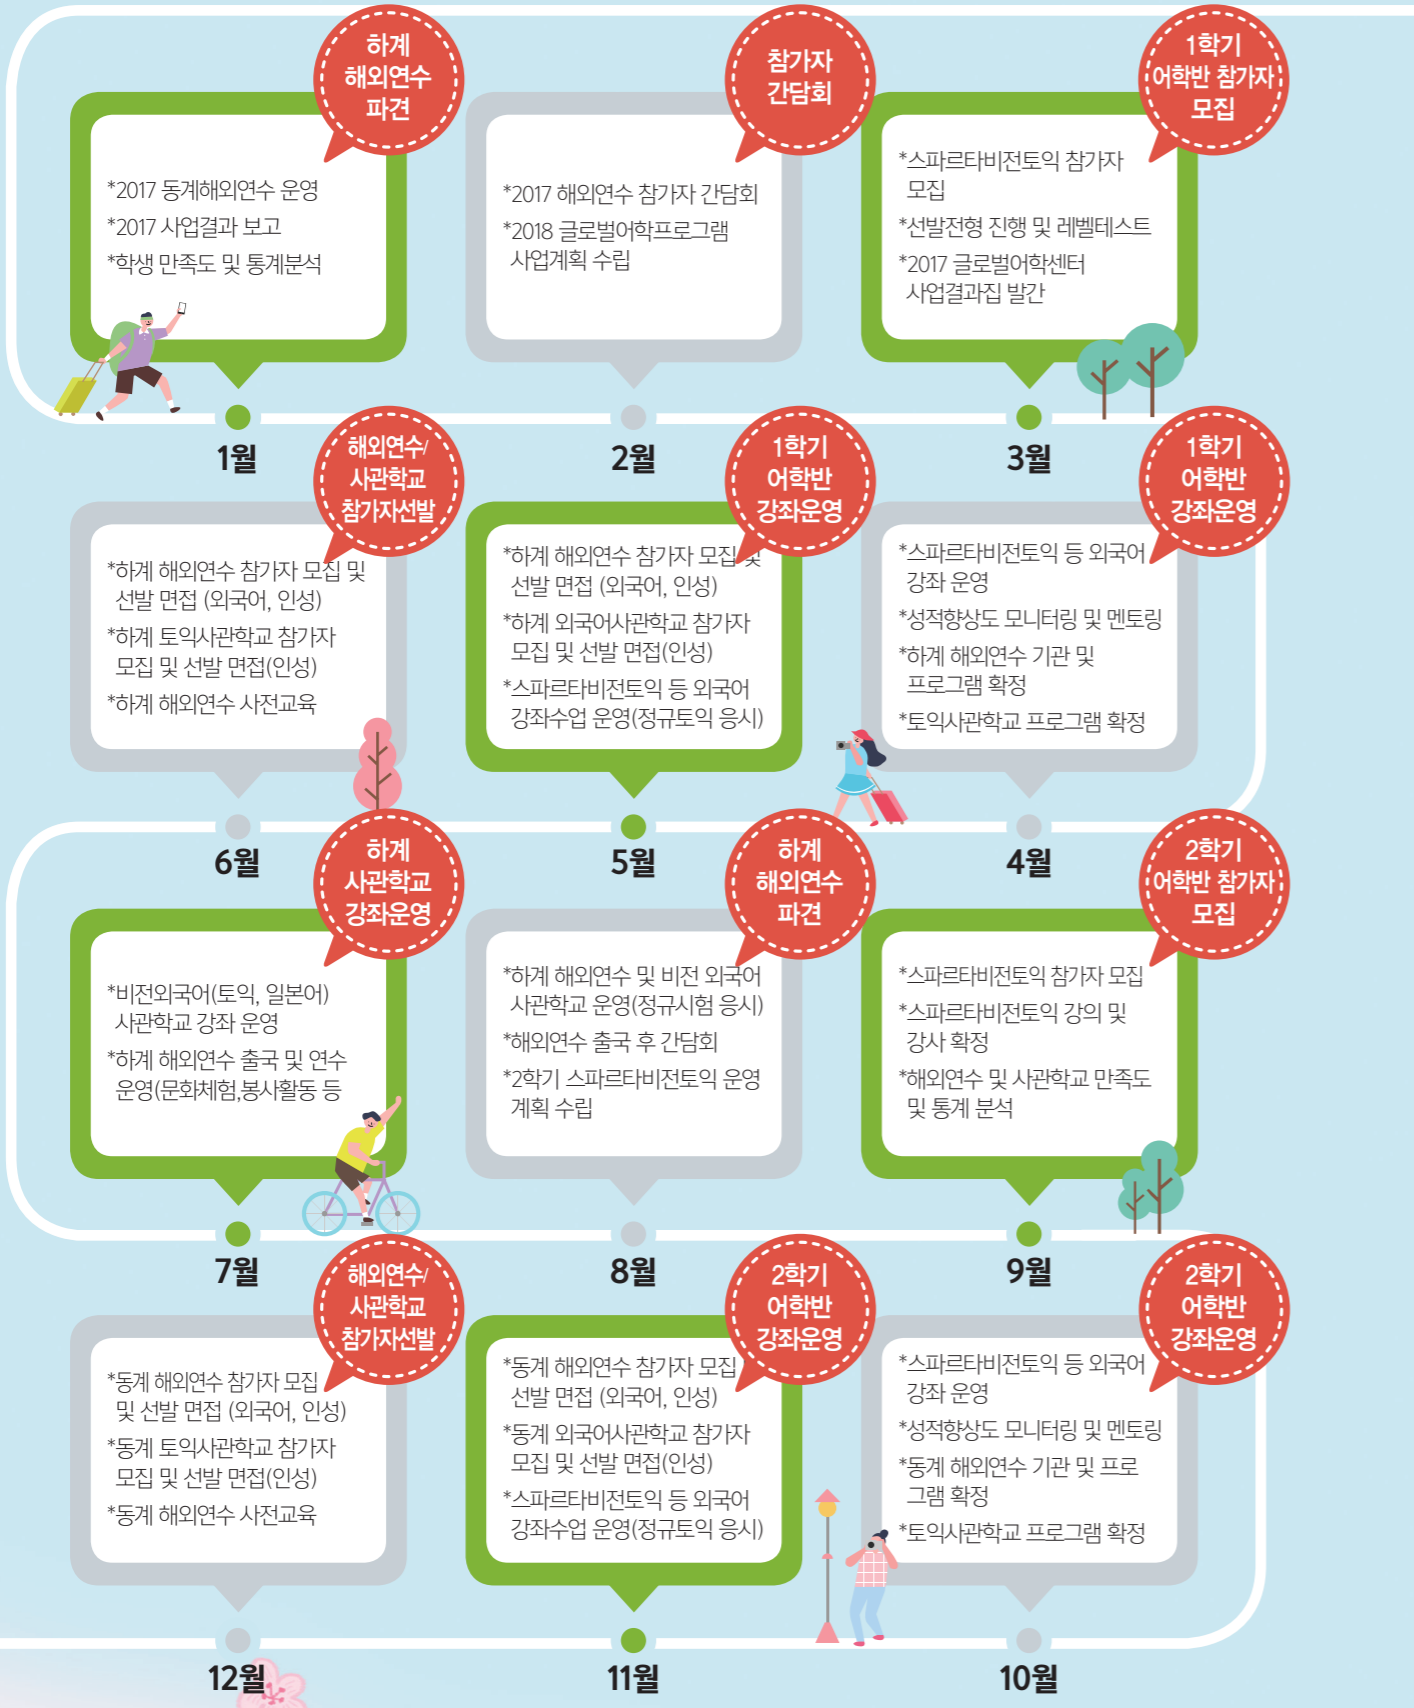 하계
해외연수
파견
*2017 동계해외연수 운영
*2017 사업결과 보고
*학생 만족도 및 통계분석
1월
참가자
간담회
*2017 해외연수 참가자 간담회
*2018 글로벌어학프로그램
사업계획 수립
2월
1학기
어학반 참가자
모집
*스파르타비전토익 참가자
모집
*선발전형 진행 및 레벨테스트
*2017 글로벌어학센터
사업결과집 발간
3월
해외연수/
사관학교
참가자선발
*하계 해외연수 참가자 모집 및
선발 면접 (외국어, 인성)
*하계 토익사관학교 참가자
모집 및 선발 면접(인성)
*하계 해외연수 사전교육
6월
1학기
어학반
강좌운영
*하계 해외연수 참가자 모집 및
선발 면접 (외국어, 인성)
*하계 외국어사관학교 참가자
모집 및 선발 면접(인성)
*스파르타비전토익 등 외국어
강좌수업 운영(정규토익 응시)
5월
1학기
어학반
강좌운영
*스파르타비전토익 등 외국어
강좌 운영
*성적향상도 모니터링 및 멘토링
*하계 해외연수 기관 및
프로그램 확정
*토익사관학교 프로그램 확정
4월
하계
사관학교
강좌운영
*비전외국어(토익, 일본어)
사관학교 강좌 운영
*하계 해외연수 출국 및 연수
운영(문화체험,봉사활동 등
7월
하계
해외연수
파견
*하계 해외연수 및 비전 외국어
사관학교 운영(정규시험 응시)
*해외연수 출국 후 간담회
*2학기 스파르타비전토익 운영
계획 수립
8월
2학기
어학반 참가자
모집
*스파르타비전토익 참가자 모집
*스파르타비전토익 강의 및
강사 확정
*해외연수 및 사관학교 만족도
및 통계 분석
9월
해외연수/
사관학교
참가자선발
*동계 해외연수 참가자 모집
및 선발 면접 (외국어, 인성)
*동계 토익사관학교 참가자
모집 및 선발 면접(인성)
*동계 해외연수 사전교육
12월
2학기
어학반
강좌운영
*동계 해외연수 참가자 모집
선발 면접 (외국어, 인성)
*동계 외국어사관학교 참가자
모집 및 선발 면접(인성)
*스파르타비전토익 등 외국어
강좌수업 운영(정규토익 응시)
11월
2학기
어학반
강좌운영
*스파르타비전토익 등 외국어
강좌 운영
*성적향상도 모니터링 및 멘토링
*동계 해외연수 기관 및 프로
그램 확정
*토익사관학교 프로그램 확정
10월